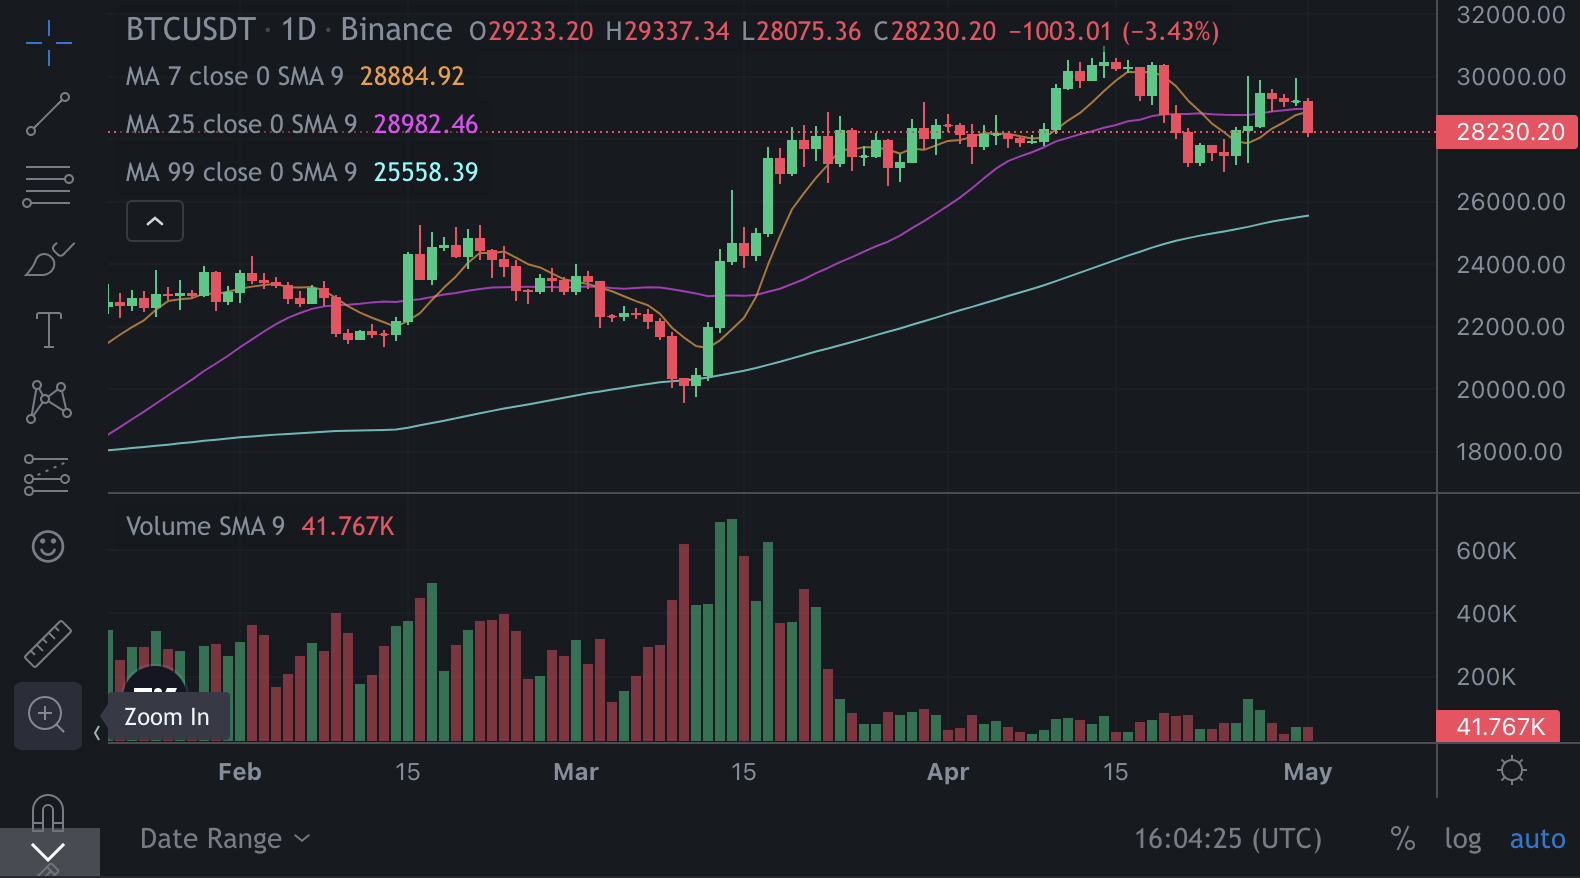 BTCUSDT · 1D · Binance O29233.20 H29337.34 L28075.36 C28230.20 −1003.01 (−3.43%)
MA 7 close 0 SMA 9 28884.92
MA 25 close 0 SMA 9 28982.46
MA 99 close 0 SMA 9 25558.39
32000.00
30000.00
28230.20
26000.00
24000.00
22000.00
20000.00
18000.00
Volume SMA 9 41.767K
600K
400K
200K
41.767K
Zoom In
Feb 15 Mar 15 Apr 15 May
Date Range 16:04:25 (UTC) % log auto